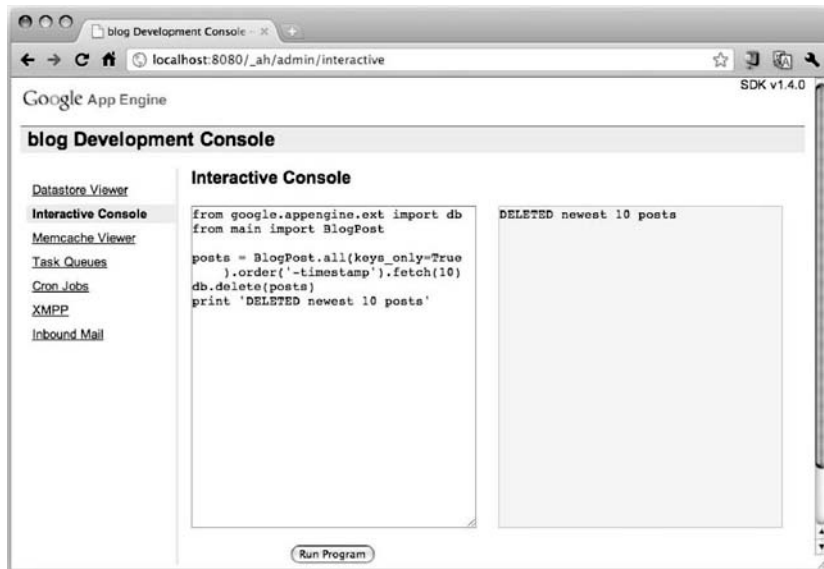 blog Development Console -
localhost:8080/_ah/admin/interactive
SDK v1.4.0
Google App Engine
blog Development Console
Datastore Viewer
Interactive Console
Memcache Viewer
Task Queues
Cron Jobs
XMPP
Inbound Mail
Interactive Console
from google.appengine.ext import db
from main import BlogPost
posts = BlogPost.all(keys_only=True
).order('-timestamp').fetch(10)
db.delete(posts)
print 'DELETED newest 10 posts'
DELETED newest 10 posts
Run Program